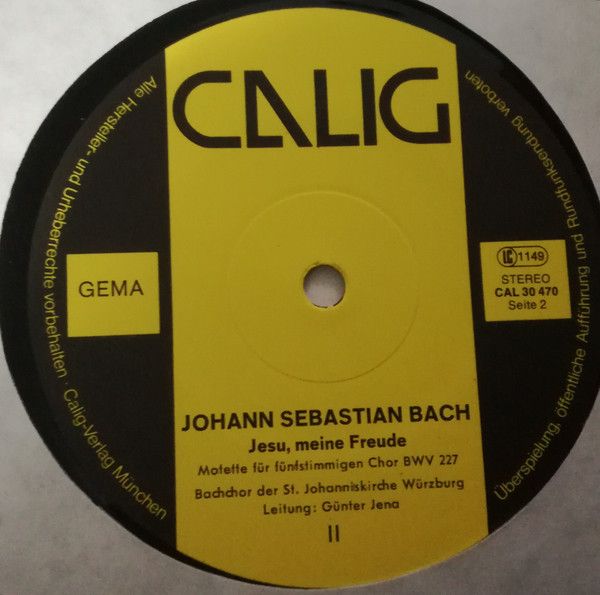 CALIG
GEMA
LC 1149
STEREO
CAL 30 470
Seite 2
JOHANN SEBASTIAN BACH
Jesu, meine Freude
Motette für fünfstimmigen Chor BWV 227
Bachchor der St. Johanniskirche Würzburg
Leitung: Günter Jena
II
Alle Hersteller- und Urheberrechte vorbehalten · Calig-Verlag München
Überspielung, öffentliche Aufführung und Rundfunksendung verboten